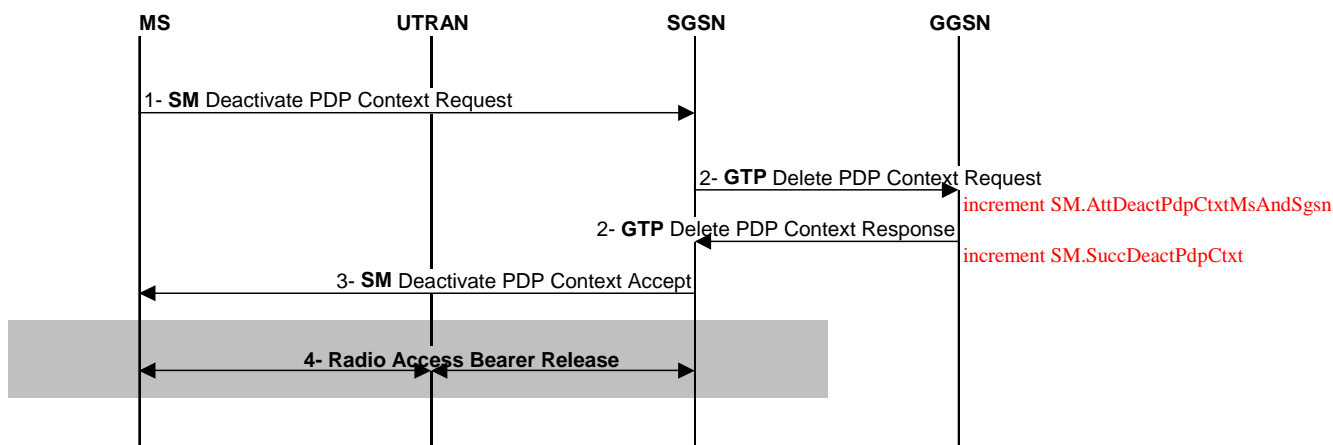 MS UTRAN SGSN GGSN
1- SM Deactivate PDP Context Request
2- GTP Delete PDP Context Request
increment SM.AttDeactPdpCtxtMsAndSgsn
2- GTP Delete PDP Context Response
increment SM.SuccDeactPdpCtxt
3- SM Deactivate PDP Context Accept
4- Radio Access Bearer Release